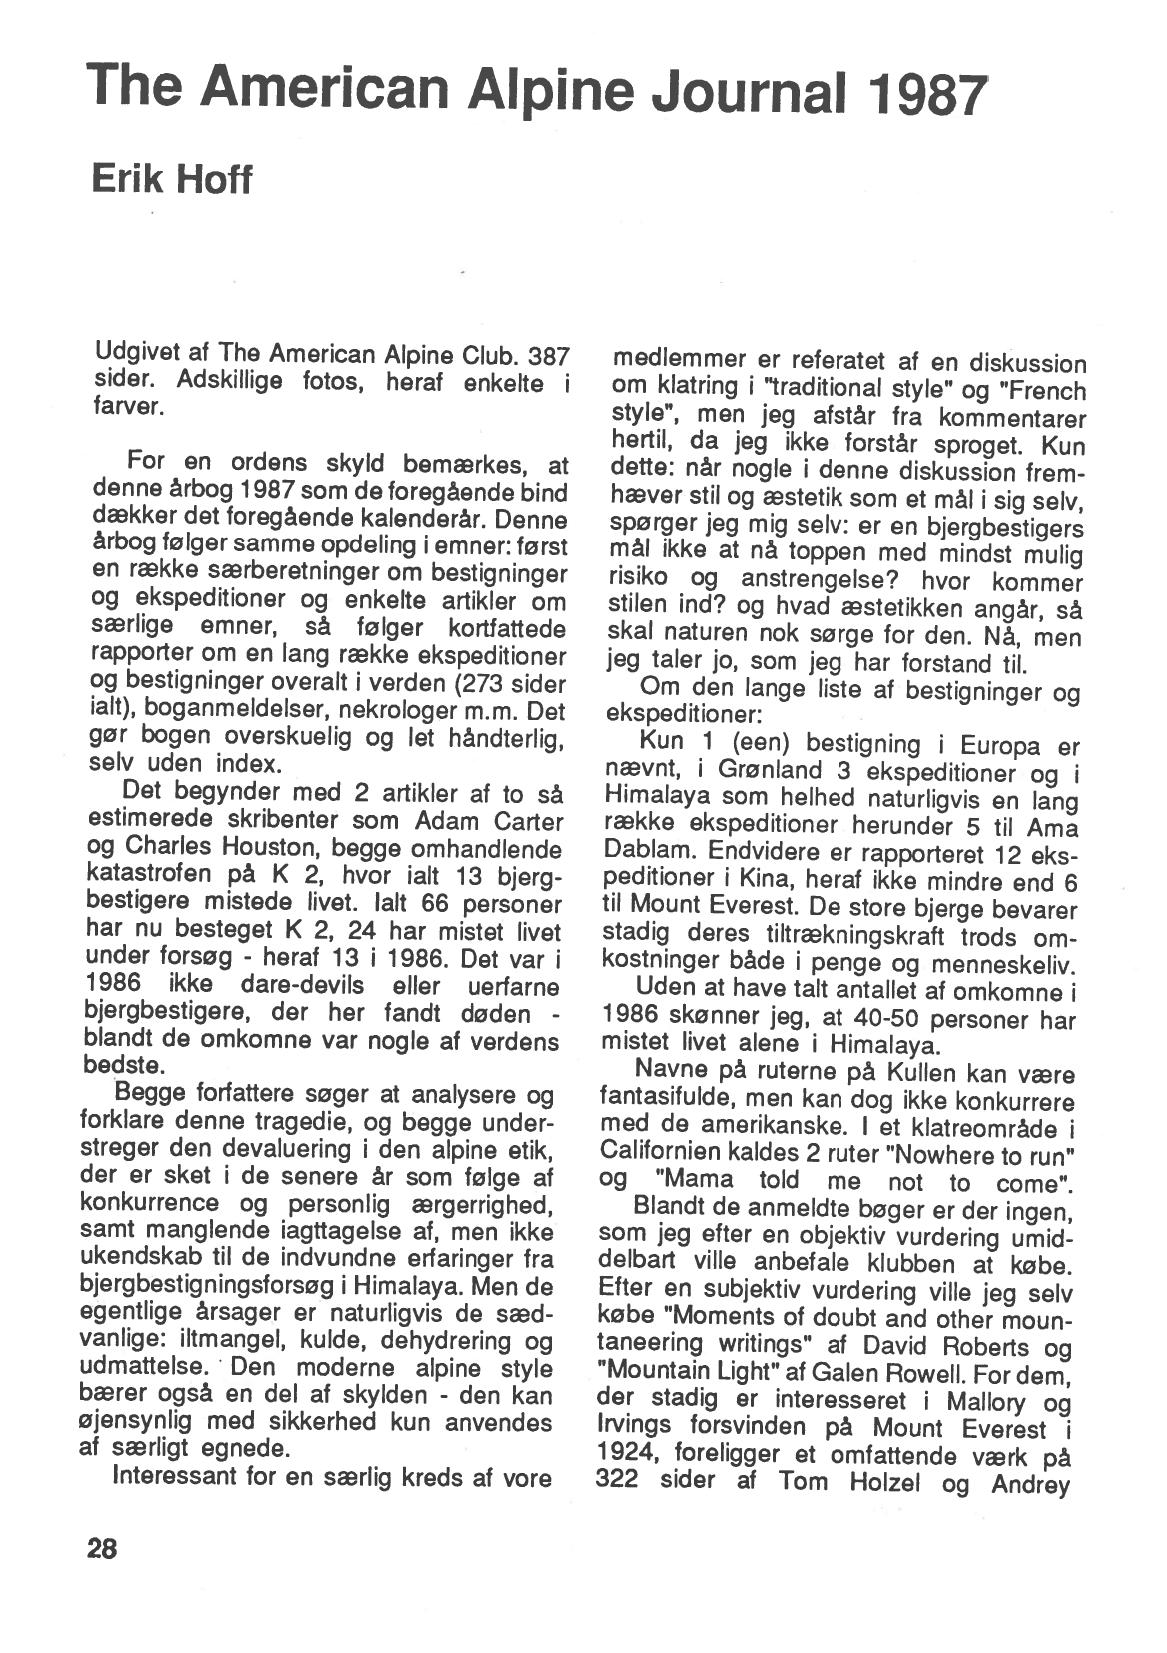 The American Alpine Journal 1987
Erik Hoff
Udgivet af The American Alpine Club. 387
sider. Adskillige fotos, heraf enkelte i
farver.
For en ordens skyld bemærkes, at
denne årbog 1987 som de foregående bind
dækker det foregående kalenderår. Denne
årbog følger samme opdeling i emner: først
en række særberetninger om bestigninger
og ekspeditioner og enkelte artikler om
særlige emner, så følger kortfattede
rapporter om en lang række ekspeditioner
og bestigninger overalt i verden (273 sider
ialt), boganmeldelser, nekrologer m.m. Det
gør bogen overskuelig og let håndterlig,
selv uden index.
Det begynder med 2 artikler af to så
estimerede skribenter som Adam Carter
og Charles Houston, begge omhandlende
katastrofen på K 2, hvor ialt 13 bjerg-
bestigere mistede livet. Ialt 66 personer
har nu besteget K 2, 24 har mistet livet
under forsøg - heraf 13 i 1986. Det var i
1986 ikke dare-devils eller uerfarne
bjergbestigere, der her fandt døden -
blandt de omkomne var nogle af verdens
bedste.
Begge forfattere søger at analysere og
forklare denne tragedie, og begge under-
streger den devaluering i den alpine etik,
der er sket i de senere år som følge af
konkurrence og personlig ærgerrighed,
samt manglende iagttagelse af, men ikke
ukendskab til de indvundne erfaringer fra
bjergbestigningsforsøg i Himalaya. Men de
egentlige årsager er naturligvis de sæd-
vanlige: iltmangel, kulde, dehydrering og
udmattelse. Den moderne alpine style
bærer også en del af skylden - den kan
øjensynlig med sikkerhed kun anvendes
af særligt egnede.
Interessant for en særlig kreds af vore
medlemmer er referatet af en diskussion
om klatring i "traditional style" og "French
style", men jeg afstår fra kommentarer
hertil, da jeg ikke forstår sproget. Kun
dette: når nogle i denne diskussion frem-
hæver stil og æstetik som et mål i sig selv,
spørger jeg mig selv: er en bjergbestigers
mål ikke at nå toppen med mindst mulig
risiko og anstrengelse? hvor kommer
stilen ind? og hvad æstetikken angår, så
skal naturen nok sørge for den. Nå, men
jeg taler jo, som jeg har forstand til.
Om den lange liste af bestigninger og
ekspeditioner:
Kun 1 (een) bestigning i Europa er
nævnt, i Grønland 3 ekspeditioner og i
Himalaya som helhed naturligvis en lang
række ekspeditioner herunder 5 til Ama
Dablam. Endvidere er rapporteret 12 eks-
peditioner i Kina, heraf ikke mindre end 6
til Mount Everest. De store bjerge bevarer
stadig deres tiltrækningskraft trods om-
kostninger både i penge og menneskeliv.
Uden at have talt antallet af omkomne i
1986 skønner jeg, at 40-50 personer har
mistet livet alene i Himalaya.
Navne på ruterne på Kullen kan være
fantasifulde, men kan dog ikke konkurrere
med de amerikanske. I et klatreområde i
Californien kaldes 2 ruter "Nowhere to run"
og "Mama told me not to come".
Blandt de anmeldte bøger er der ingen,
som jeg efter en objektiv vurdering umid-
delbart ville anbefale klubben at købe.
Efter en subjektiv vurdering ville jeg selv
købe "Moments of doubt and other moun-
taneering writings" af David Roberts og
"Mountain Light" af Galen Rowell. For dem,
der stadig er interesseret i Mallory og
Irvings forsvinden på Mount Everest i
1924, foreligger et omfattende værk på
322 sider af Tom Holzel og Andrey
28